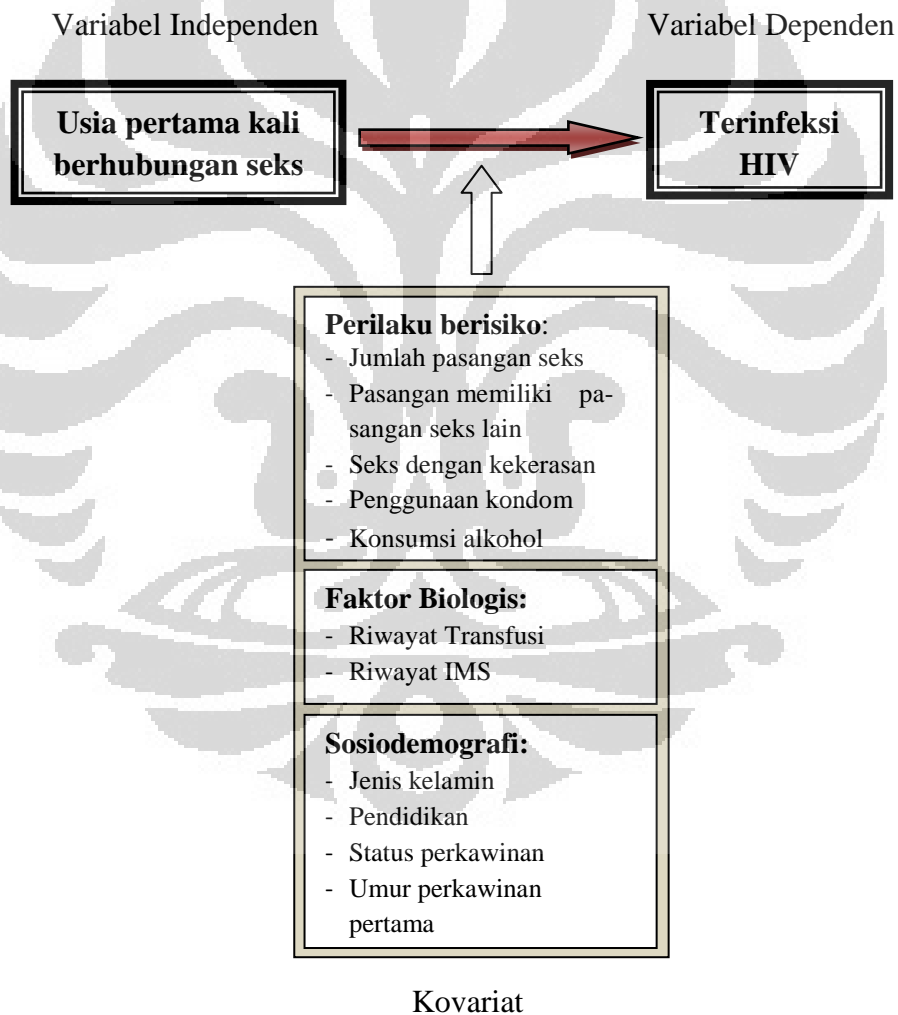 Variabel Independen
Variabel Dependen
Usia pertama kali
berhubungan seks
Terinfeksi
HIV
Perilaku berisiko:
- Jumlah pasangan seks
- Pasangan memiliki pa-
sangan seks lain
- Seks dengan kekerasan
- Penggunaan kondom
- Konsumsi alkohol
Faktor Biologis:
- Riwayat Transfusi
- Riwayat IMS
Sosiodemografi:
- Jenis kelamin
- Pendidikan
- Status perkawinan
- Umur perkawinan
pertama
Kovariat